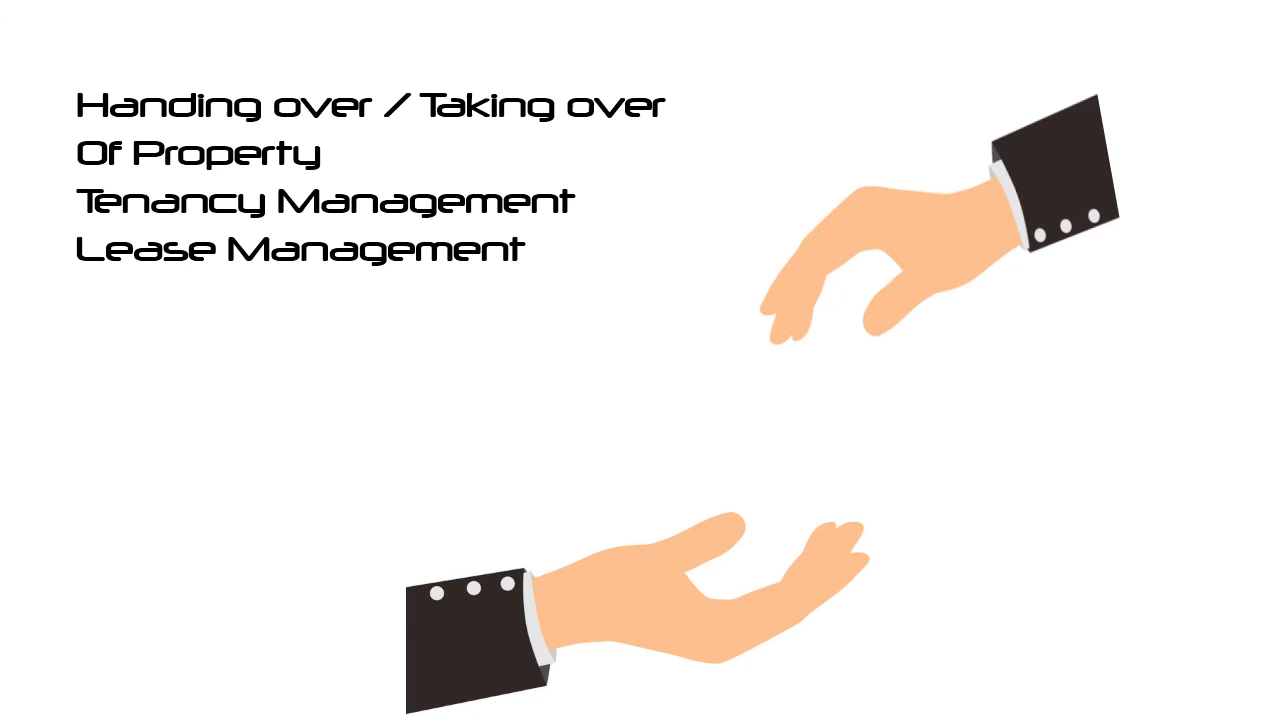 Handing over / Taking over
Of Property
Tenancy Management
Lease Management